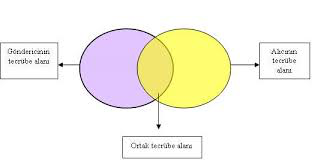 Göndericinin
tecrübe alanı
Alıcının
tecrübe
alanı
Ortak tecrübe alanı